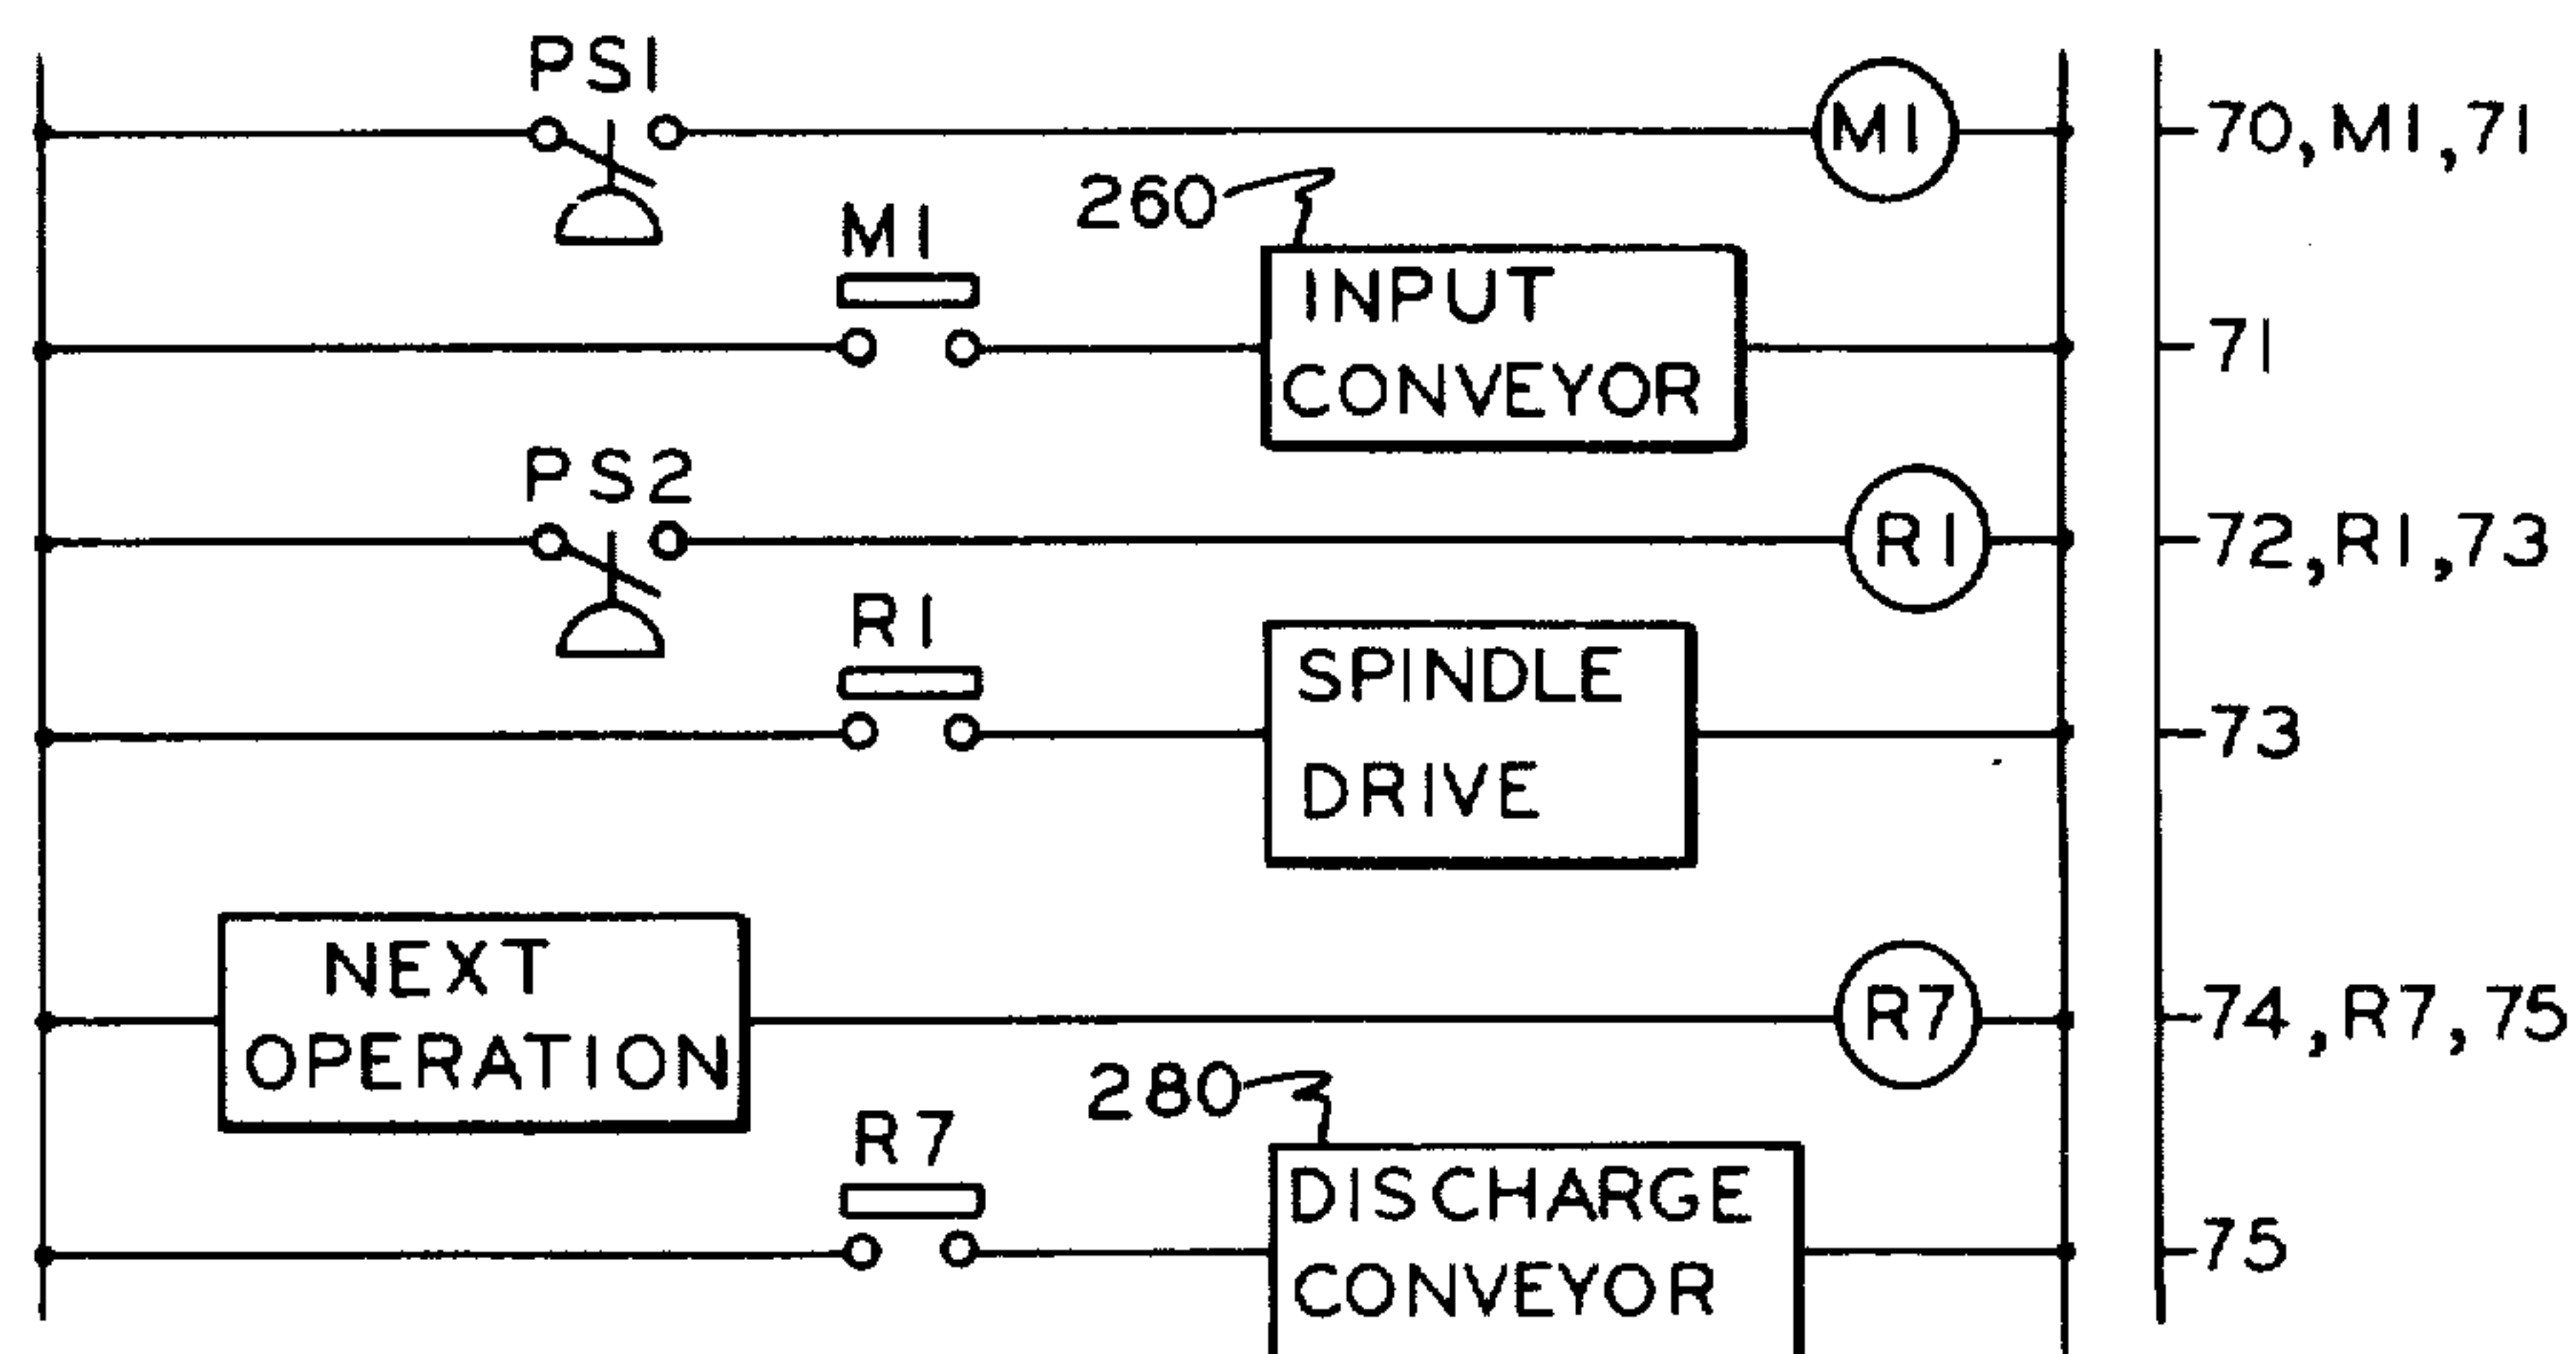 PS1
M1
70, M1, 71
260
M1
INPUT
CONVEYOR
71
PS2
R1
72, R1, 73
R1
SPINDLE
DRIVE
73
NEXT
OPERATION
R7
74, R7, 75
280
R7
DISCHARGE
CONVEYOR
75